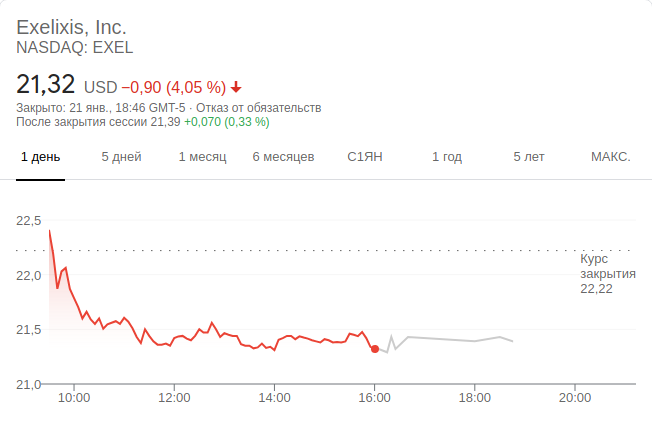 Exelixis, Inc.
NASDAQ: EXEL
21,32 USD −0,90 (4,05 %)
Закрыто: 21 янв., 18:46 GMT-5 · Отказ от обязательств
После закрытия сессии 21,39 +0,070 (0,33 %)
1 день 5 дней 1 месяц 6 месяцев С1ЯН 1 год 5 лет МАКС.
22,5
Курс
закрытия
22,22
22,0
21,5
21,0
10:00 12:00 14:00 16:00 18:00 20:00